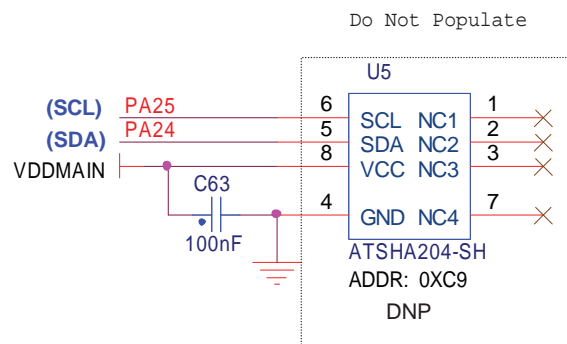 Do Not Populate
U5
(SCL) PA25 6 SCL NC1 1
(SDA) PA24 5 SDA NC2 2
VDDMAIN 8 VCC NC3 3
C63
4 GND NC4 7
100nF
ATSHA204-SH
ADDR: 0XC9
DNP